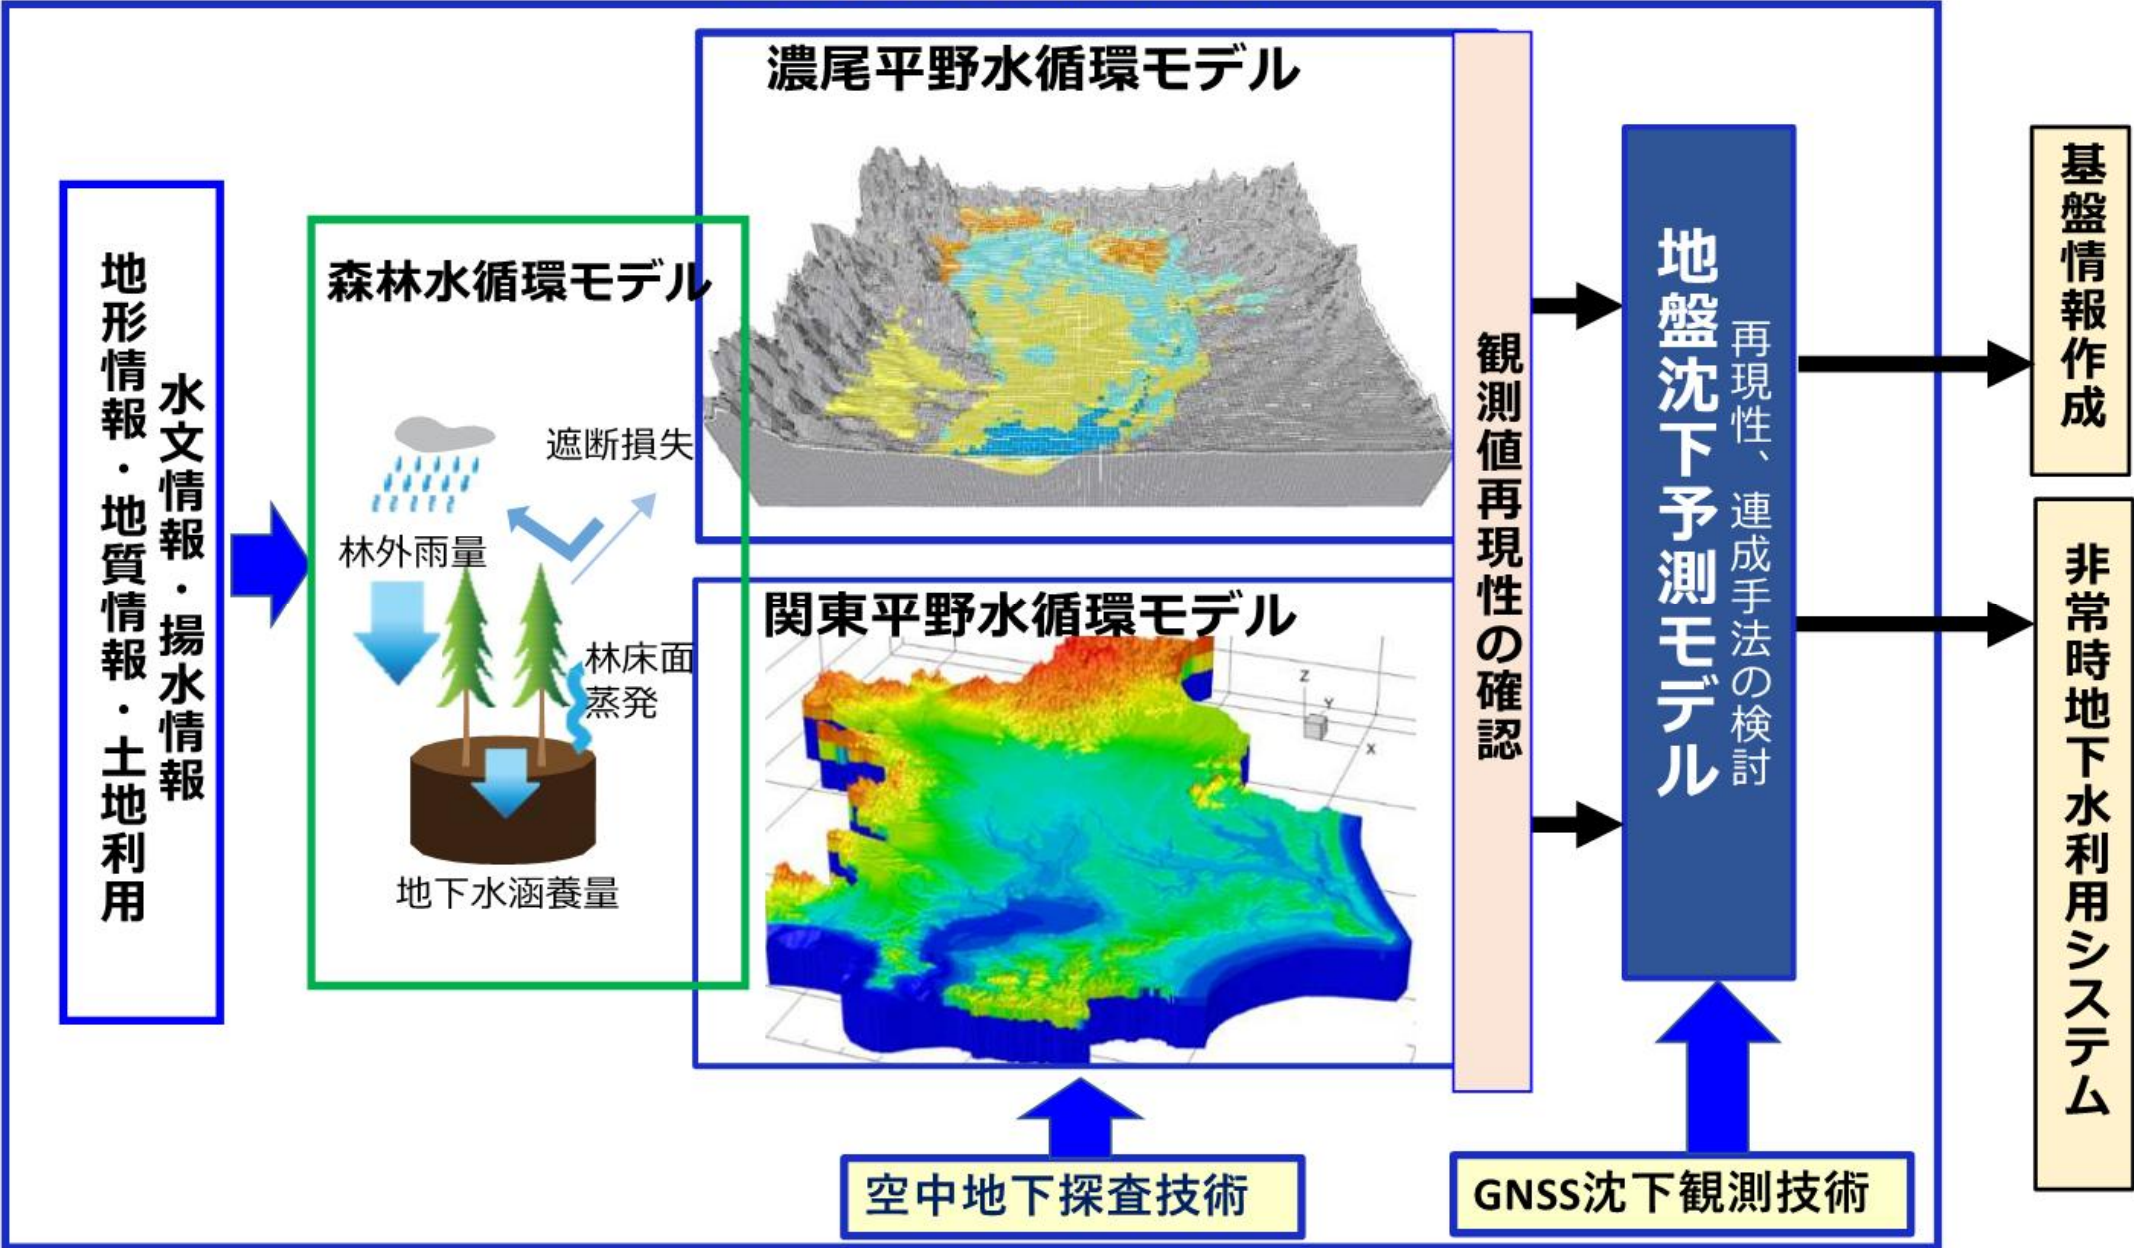 濃尾平野水循環モデル
水文情報・揚水情報
地形情報・地質情報・土地利用
森林水循環モデル
遮断損失
林外雨量
林床面
蒸発
地下水涵養量
関東平野水循環モデル
Z
Y
X
観測値再現性の確認
再現性、連成手法の検討
地盤沈下予測モデル
基盤情報作成
非常時地下水利用システム
空中地下探査技術
GNSS沈下観測技術